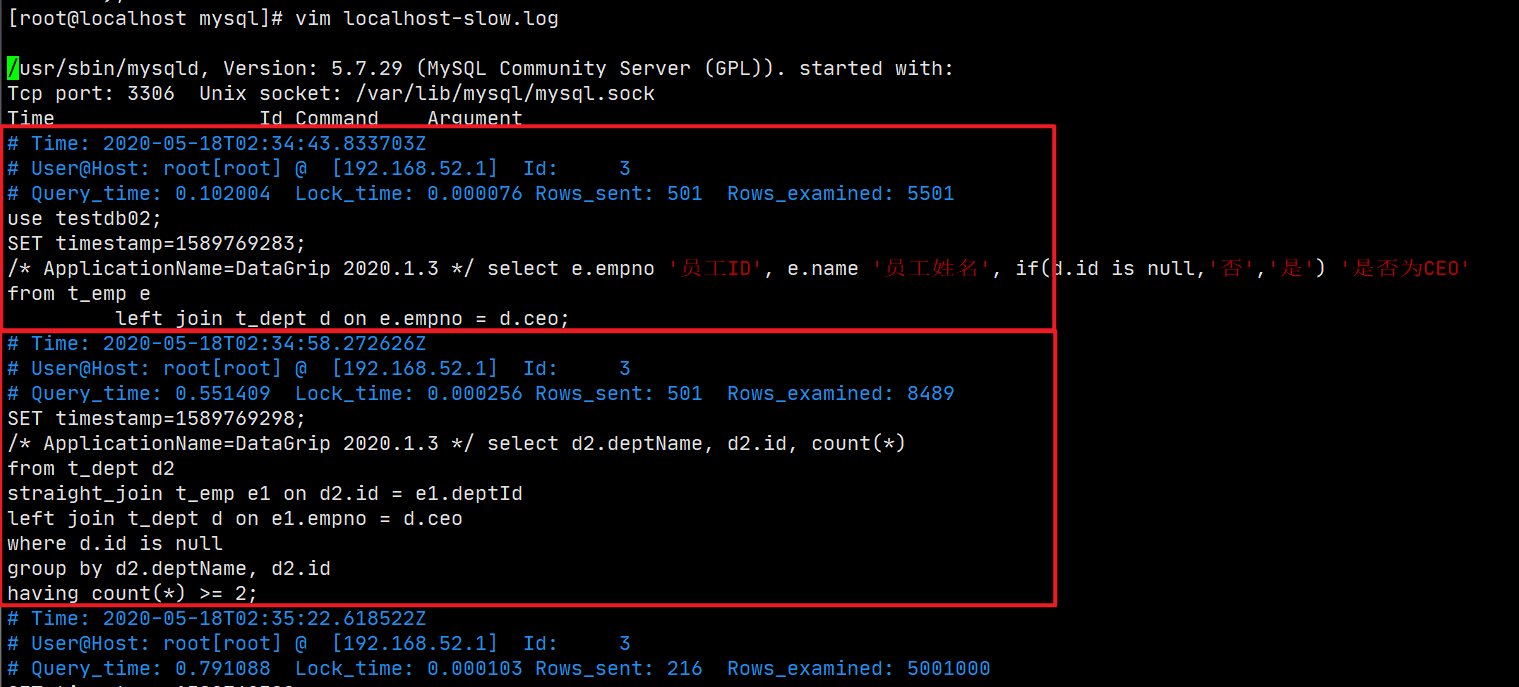 [root@localhost mysql]# vim localhost-slow.log
/usr/sbin/mysqld, Version: 5.7.29 (MySQL Community Server (GPL)). started with:
Tcp port: 3306  Unix socket: /var/lib/mysql/mysql.sock
Time                 Id Command    Argument
# Time: 2020-05-18T02:34:43.833703Z
# User@Host: root[root] @  [192.168.52.1]  Id:     3
# Query_time: 0.102004  Lock_time: 0.000076 Rows_sent: 501  Rows_examined: 5501
use testdb02;
SET timestamp=1589769283;
/* ApplicationName=DataGrip 2020.1.3 */ select e.empno '员工ID', e.name '员工姓名', if(d.id is null,'否','是') '是否为CEO'
from t_emp e
         left join t_dept d on e.empno = d.ceo;
# Time: 2020-05-18T02:34:58.272626Z
# User@Host: root[root] @  [192.168.52.1]  Id:     3
# Query_time: 0.551409  Lock_time: 0.000256 Rows_sent: 501  Rows_examined: 8489
SET timestamp=1589769298;
/* ApplicationName=DataGrip 2020.1.3 */ select d2.deptName, d2.id, count(*)
from t_dept d2
straight_join t_emp e1 on d2.id = e1.deptId
left join t_dept d on e1.empno = d.ceo
where d.id is null
group by d2.deptName, d2.id
having count(*) >= 2;
# Time: 2020-05-18T02:35:22.618522Z
# User@Host: root[root] @  [192.168.52.1]  Id:     3
# Query_time: 0.791088  Lock_time: 0.000103 Rows_sent: 216  Rows_examined: 5001000